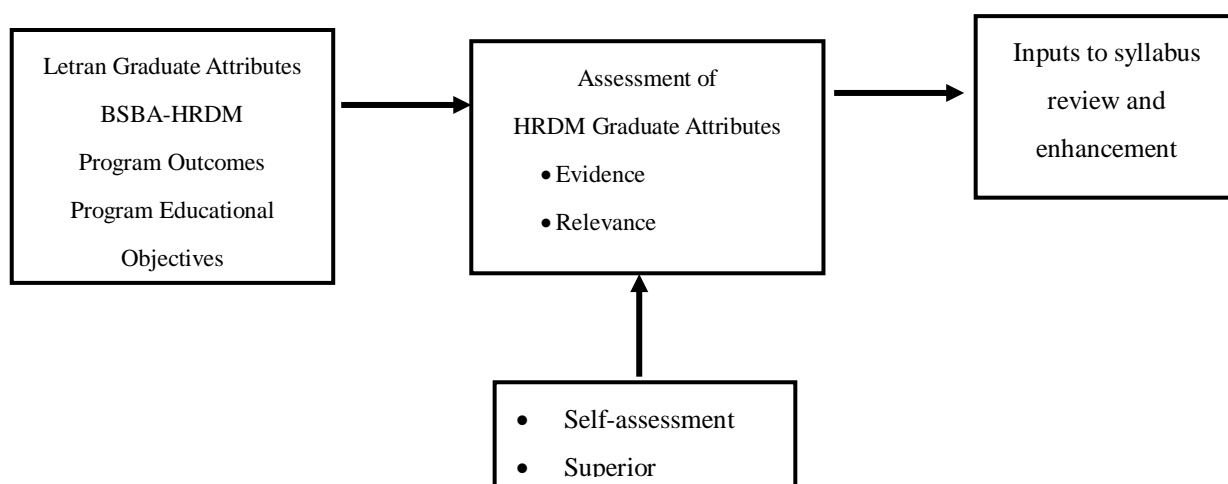 Letran Graduate Attributes
BSBA-HRDM
Program Outcomes
Program Educational
Objectives
Assessment of
HRDM Graduate Attributes
• Evidence
• Relevance
Inputs to syllabus
review and
enhancement
• Self-assessment
• Superior